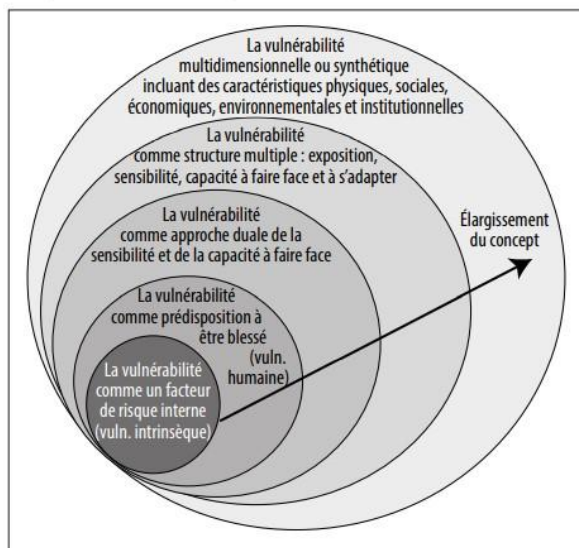 La vulnérabilité
multidimensionnelle ou synthétique
incluant des caractéristiques physiques, sociales,
économiques, environnementales et institutionnelles
La vulnérabilité
comme structure multiple : exposition,
sensibilité, capacité à faire face et à s’adapter
La vulnérabilité
comme approche duale de la
sensibilité et de la capacité à faire face
Élargissement
du concept
La vulnérabilité
comme prédisposition à
être blessé
(vuln.
humaine)
La vulnérabilité
comme un facteur
de risque interne
(vuln. intrinsèque)